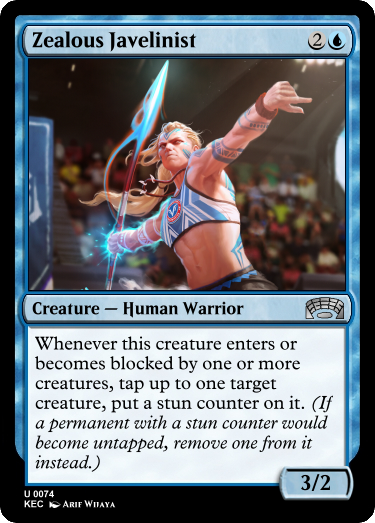 Zealous Javelinist 2
Creature — Human Warrior
Whenever this creature enters or
becomes blocked by one or more
creatures, tap up to one target
creature, put a stun counter on it. (If
a permanent with a stun counter would
become untapped, remove one from it
instead.)
3/2
U 0074
KEC Arif Wijaya